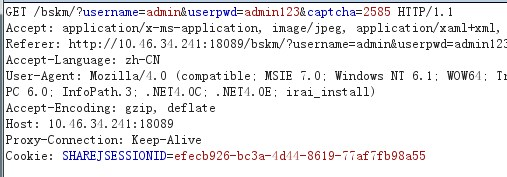 GET /bskm/?username=admin&userpwd=admin123&captcha=2585 HTTP/1.1
Accept: application/x-ms-application, image/jpeg, application/xaml+xml,
Referer: http://10.46.34.241:18089/bskm/?username=admin&userpwd=admin123
Accept-Language: zh-CN
User-Agent: Mozilla/4.0 (compatible; MSIE 7.0; Windows NT 6.1; WOW64; Tr
PC 6.0; InfoPath.3; .NET4.0C; .NET4.0E; irai_install)
Accept-Encoding: gzip, deflate
Host: 10.46.34.241:18089
Proxy-Connection: Keep-Alive
Cookie: SHAREJSESSIONID=efecb926-bc3a-4d44-8619-77af7fb98a55